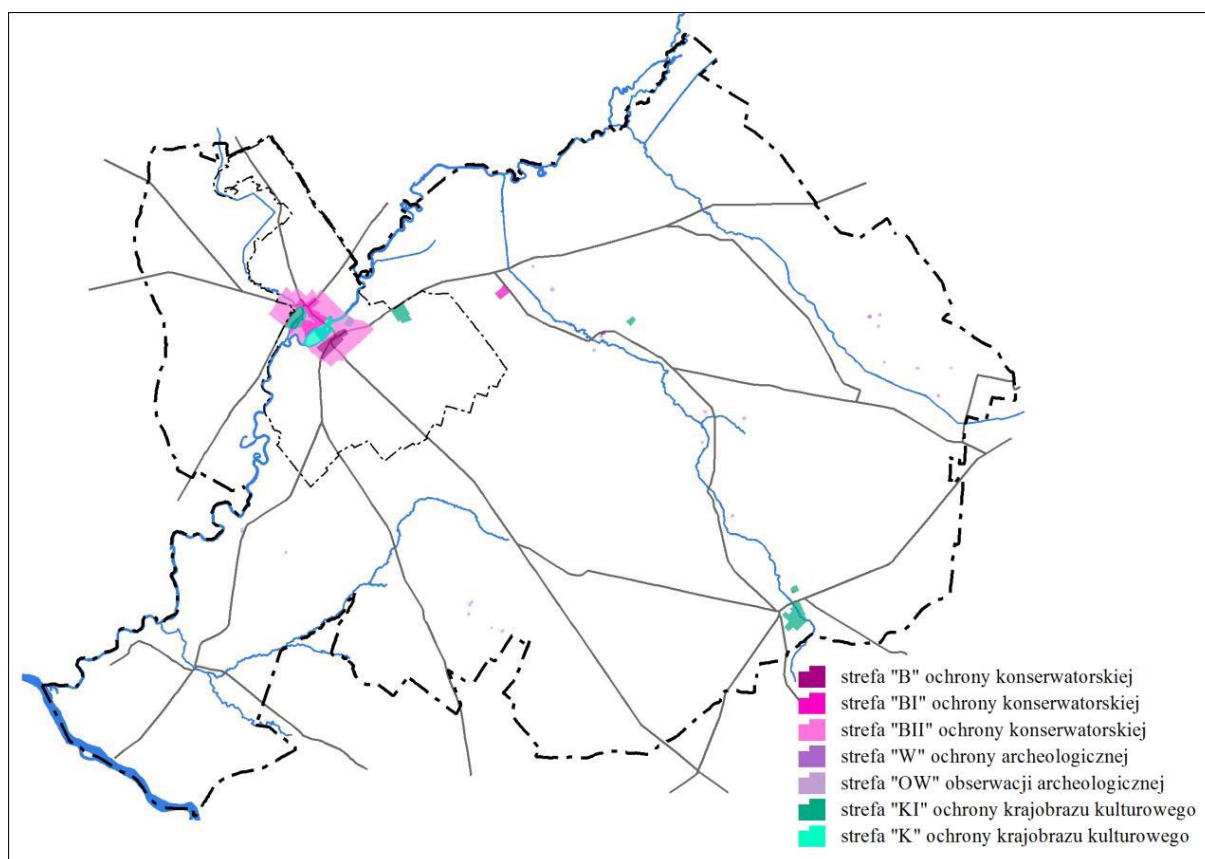 strefa "B" ochrony konserwatorskiej
strefa "BI" ochrony konserwatorskiej
strefa "BII" ochrony konserwatorskiej
strefa "W" ochrony archeologicznej
strefa "OW" obserwacji archeologicznej
strefa "KI" ochrony krajobrazu kulturowego
strefa "K" ochrony krajobrazu kulturowego